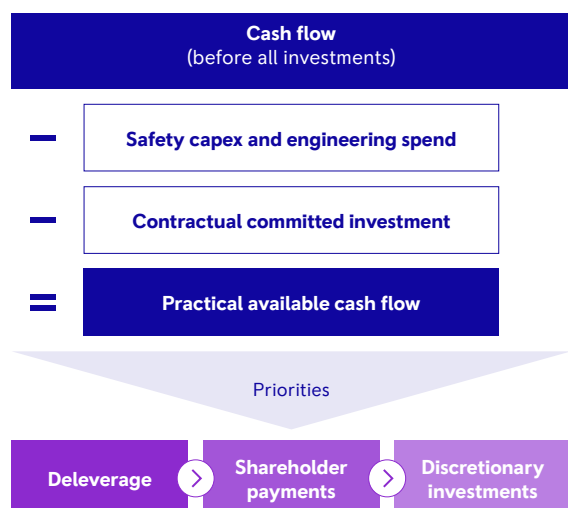 Cash flow
(before all investments)
Safety capex and engineering spend
Contractual committed investment
Practical available cash flow
Priorities
Deleverage
Shareholder
payments
Discretionary
investments